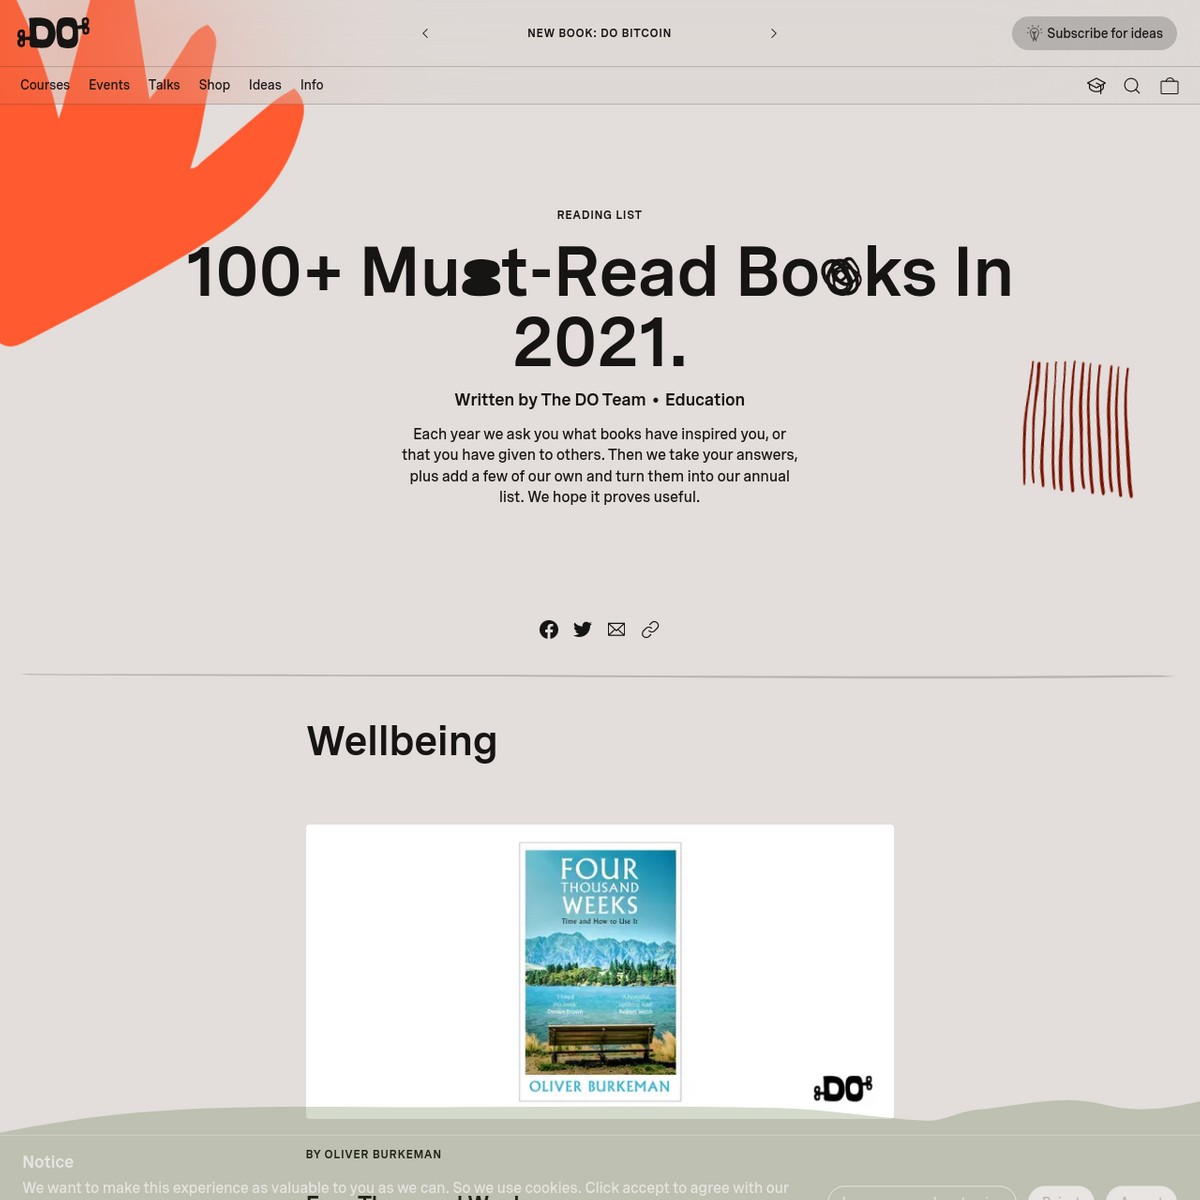 DO
NEW BOOK: DO BITCOIN
Subscribe for ideas
Courses Events Talks Shop Ideas Info
READING LIST
100+ Must-Read Books In
2021.
Written by The DO Team • Education
Each year we ask you what books have inspired you, or
that you have given to others. Then we take your answers,
plus add a few of our own and turn them into our annual
list. We hope it proves useful.
Wellbeing
FOUR
THOUSAND
WEEKS
Time and How to Use It
OLIVER BURKEMAN
DO
BY OLIVER BURKEMAN
Notice
We want to make this experience as valuable to you as we can. So we use cookies. Click accept to agree with our